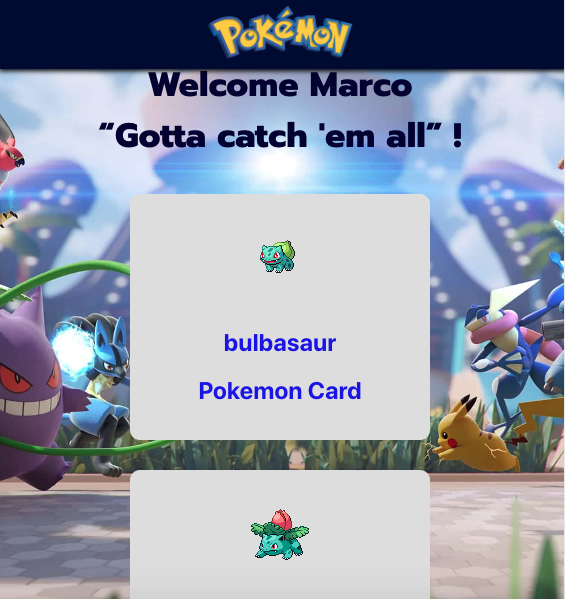 POKéMON
Welcome Marco
“Gotta catch 'em all” !
bulbasaur
Pokemon Card